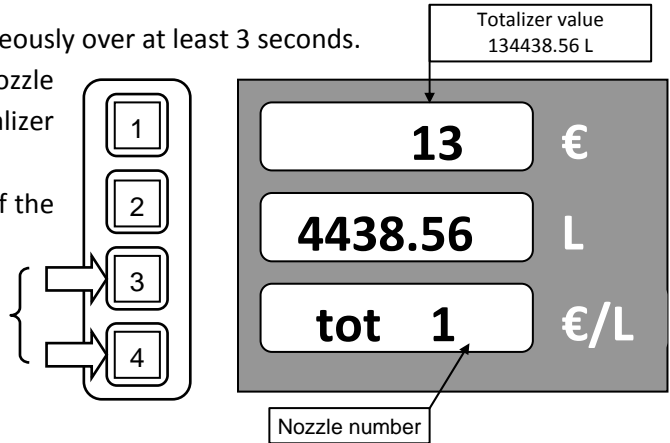 Totalizer value
134438.56 L
eously over at least 3 seconds.
ozzle
alizer
f the
1
2
3
4
13 €
4438.56 L
tot 1 €/L
Nozzle number